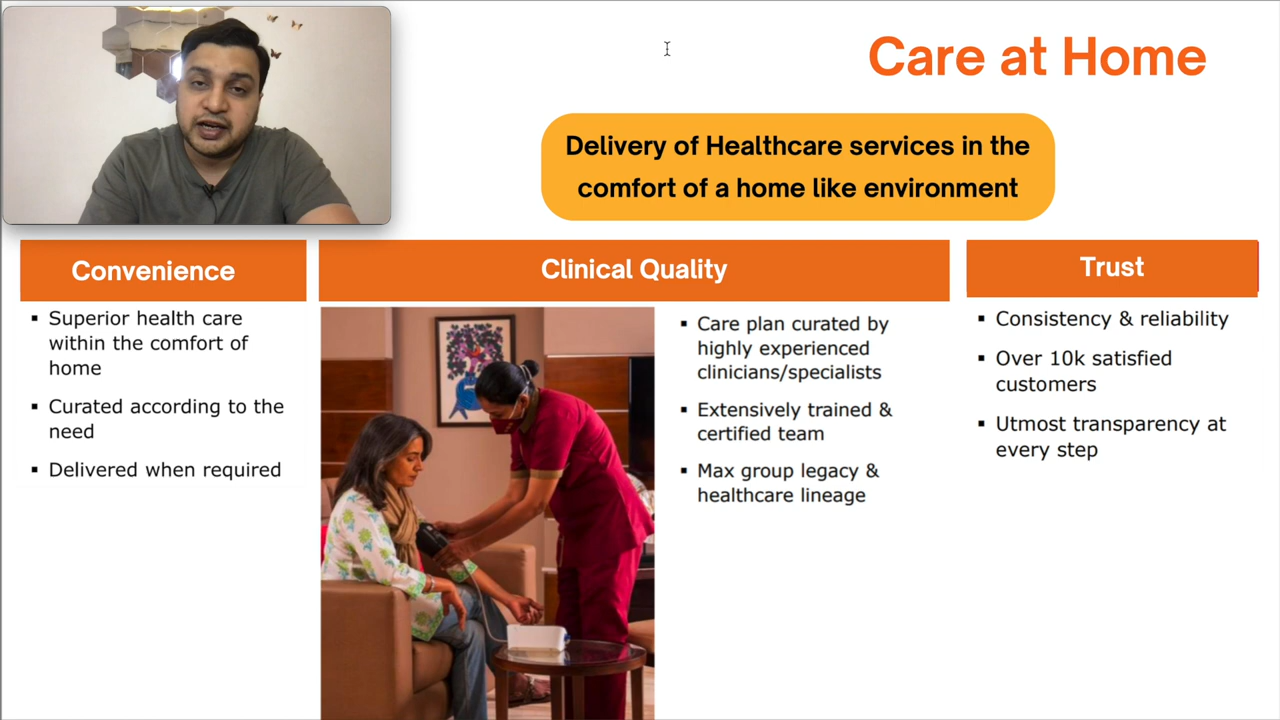 Care at Home
Delivery of Healthcare services in the
comfort of a home like environment
Convenience
▪ Superior health care
within the comfort of
home
▪ Curated according to the
need
▪ Delivered when required
Clinical Quality
▪ Care plan curated by
highly experienced
clinicians/specialists
▪ Extensively trained &
certified team
▪ Max group legacy &
healthcare lineage
Trust
▪ Consistency & reliability
▪ Over 10k satisfied
customers
▪ Utmost transparency at
every step